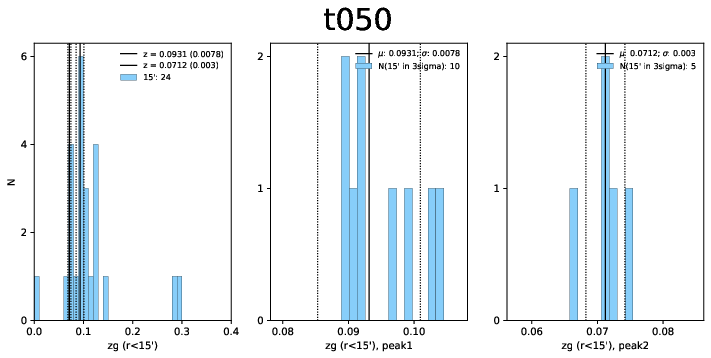 t050
z = 0.0931 (0.0078)
z = 0.0712 (0.003)
15': 24
μ: 0.0931; σ: 0.0078
N(15' in 3sigma): 10
μ: 0.0712; σ: 0.003
N(15' in 3sigma): 5
N
6
4
2
0
2
1
0
2
1
0
0.0 0.1 0.2 0.3 0.4
0.08 0.09 0.10
0.06 0.07 0.08
zg (r<15')
zg (r<15'), peak1
zg (r<15'), peak2